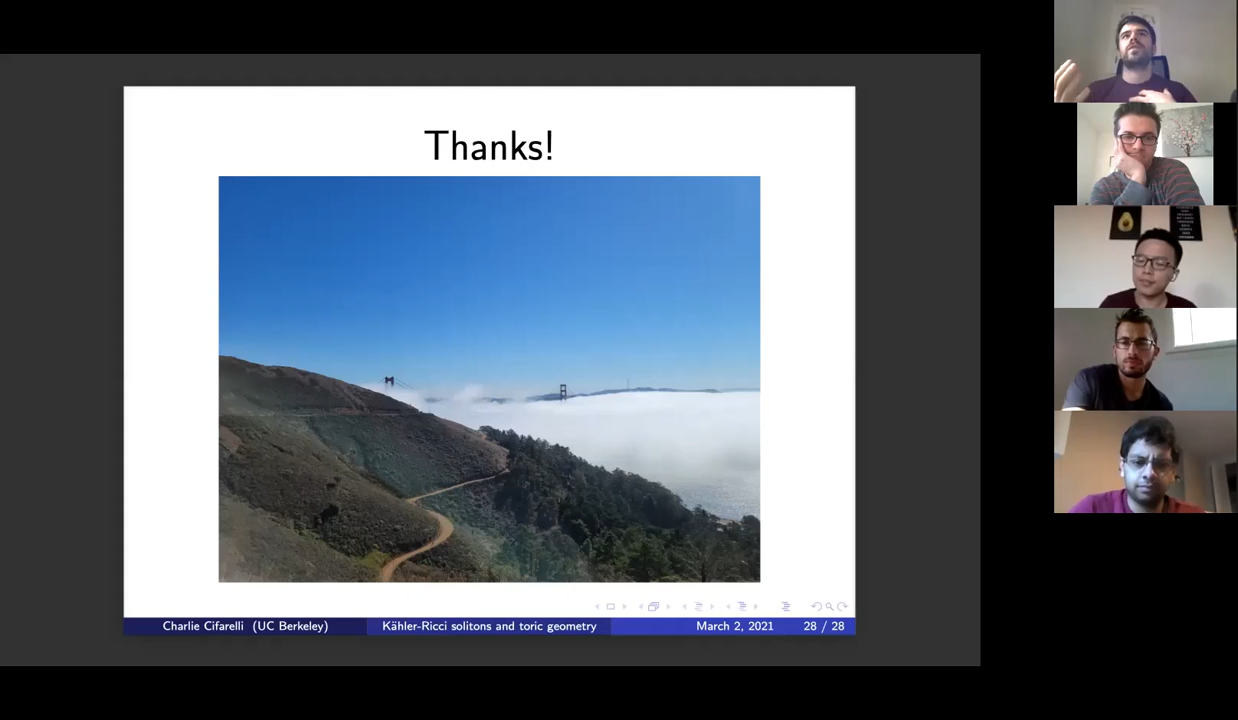 Thanks!
Charlie Cifarelli (UC Berkeley) Kähler-Ricci solitons and toric geometry March 2, 2021 28 / 28